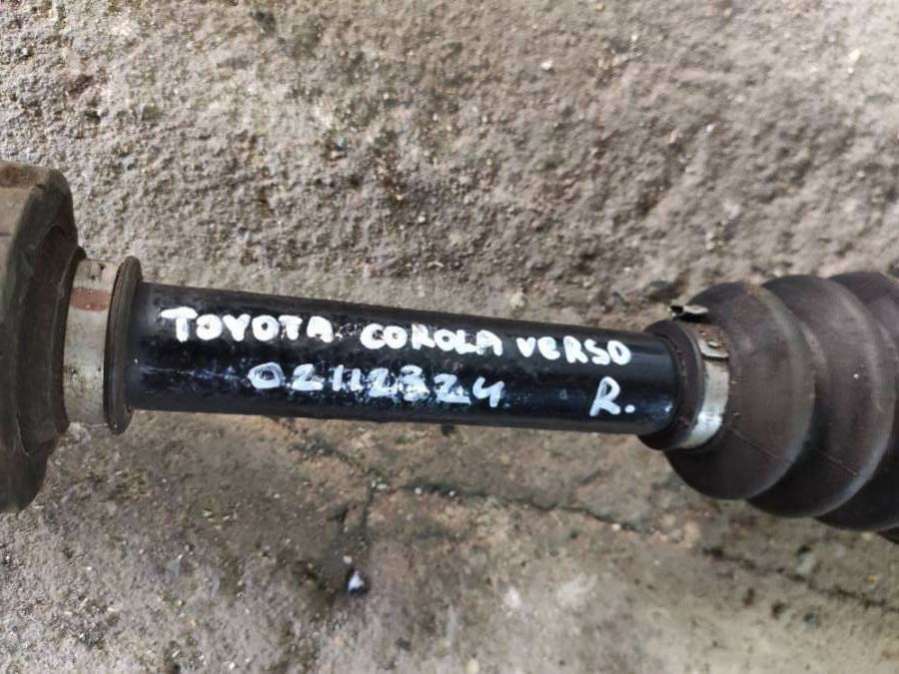 TOYOTA COROLA VERSO
02112324 R.